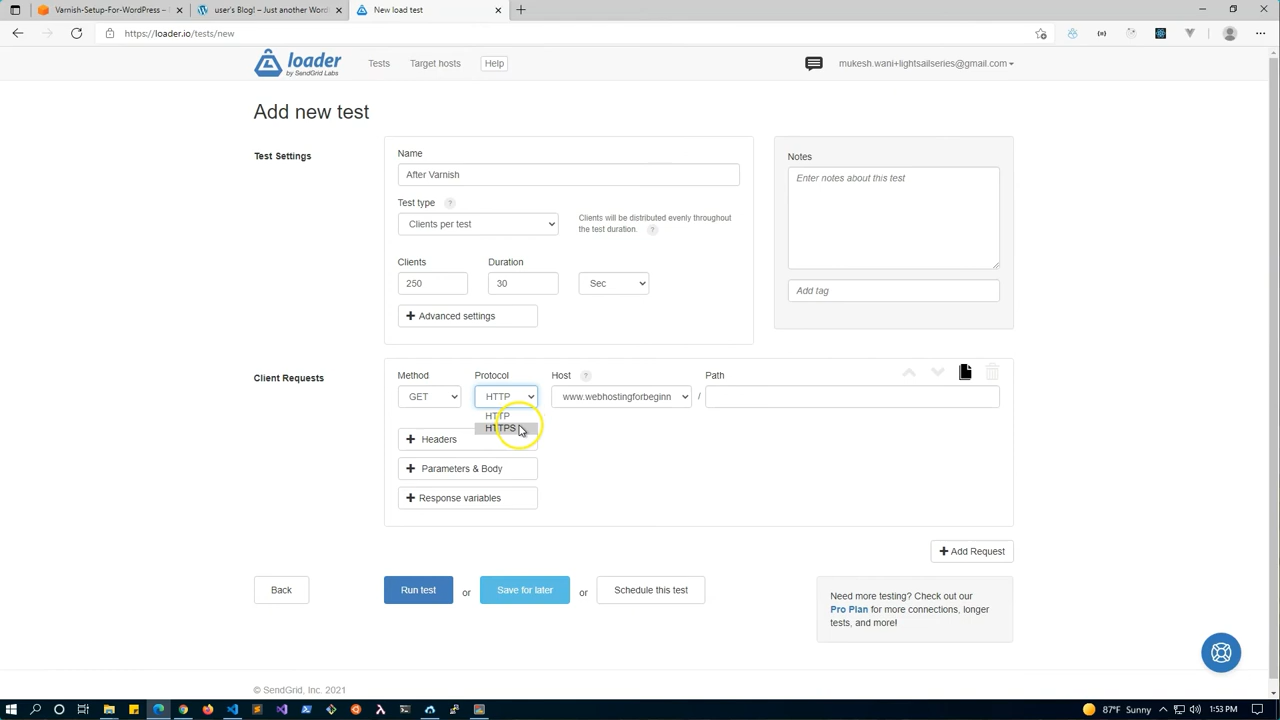 Varnish-Setup-For-WordPress –
user's Blog! – Just another Wor
New load test
https://loader.io/tests/new
loader
by SendGrid Labs
Tests
Target hosts
Help
mukesh.wani+lightsailseries@gmail.com
Add new test
Test Settings
Name
After Varnish
Test type ?
Clients per test
Clients will be distributed evenly throughout
the test duration. ?
Clients
Duration
250
30
Sec
+ Advanced settings
Notes
Enter notes about this test
Add tag
Client Requests
Method
Protocol
Host ?
Path
GET
HTTP
www.webhostingforbeginn
/
HTTP
HTTPS
+ Headers
+ Parameters & Body
+ Response variables
+ Add Request
Back
Run test
or
Save for later
or
Schedule this test
Need more testing? Check out our
Pro Plan for more connections, longer
tests, and more!
© SendGrid, Inc. 2021
87°F Sunny
1:53 PM